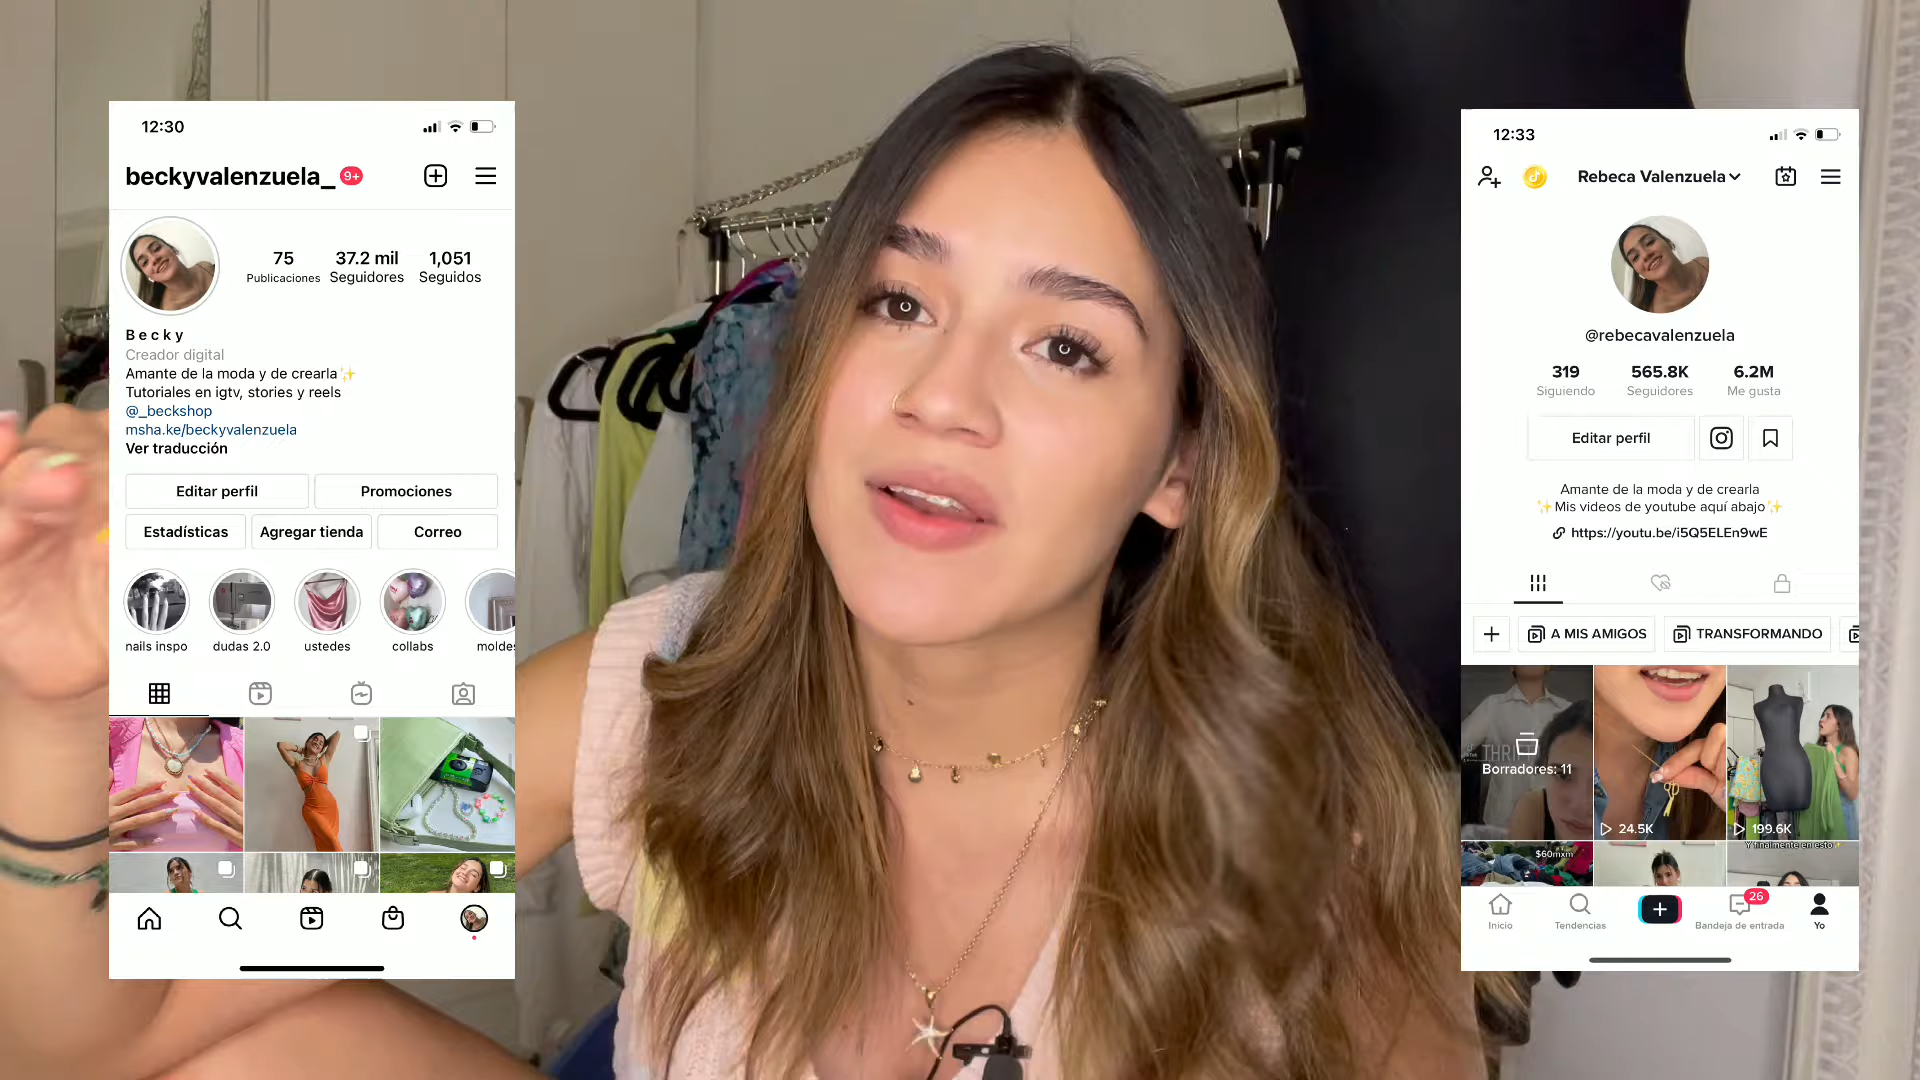 12:30
beckyvalenzuela_ 9+
75 37.2 mil 1,051
Publicaciones Seguidores Seguidos
Becky
Creador digital
Amante de la moda y de crearla✨
Tutoriales en igtv, stories y reels
@_beckshop
msha.ke/beckyvalenzuela
Ver traducción
Editar perfil Promociones
Estadísticas Agregar tienda Correo
nails inspo dudas 2.0 ustedes collabs moldes
12:33
Rebeca Valenzuela
@rebecavalenzuela
319 565.8K 6.2M
Siguiendo Seguidores Me gusta
Editar perfil
Amante de la moda y de crearla
✨Mis videos de youtube aquí abajo✨
https://youtu.be/i5Q5ELEn9wE
A MIS AMIGOS TRANSFORMANDO
Borradores: 11
24.5K 199.6K
$60mxm Y finalmente en esto✨
26
Inicio Tendencias Bandeja de entrada Yo